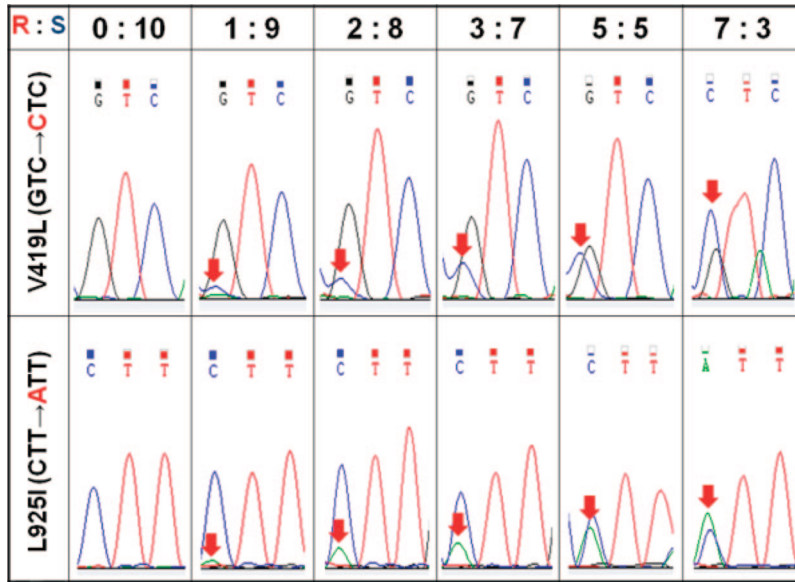 R : S 0 : 10 1 : 9 2 : 8 3 : 7 5 : 5 7 : 3
V419L (GTC→CTC)
G T C G T C G T C G T C G T C C T C
L925I (CTT→ATT)
C T T C T T C T T C T T C T T A T T